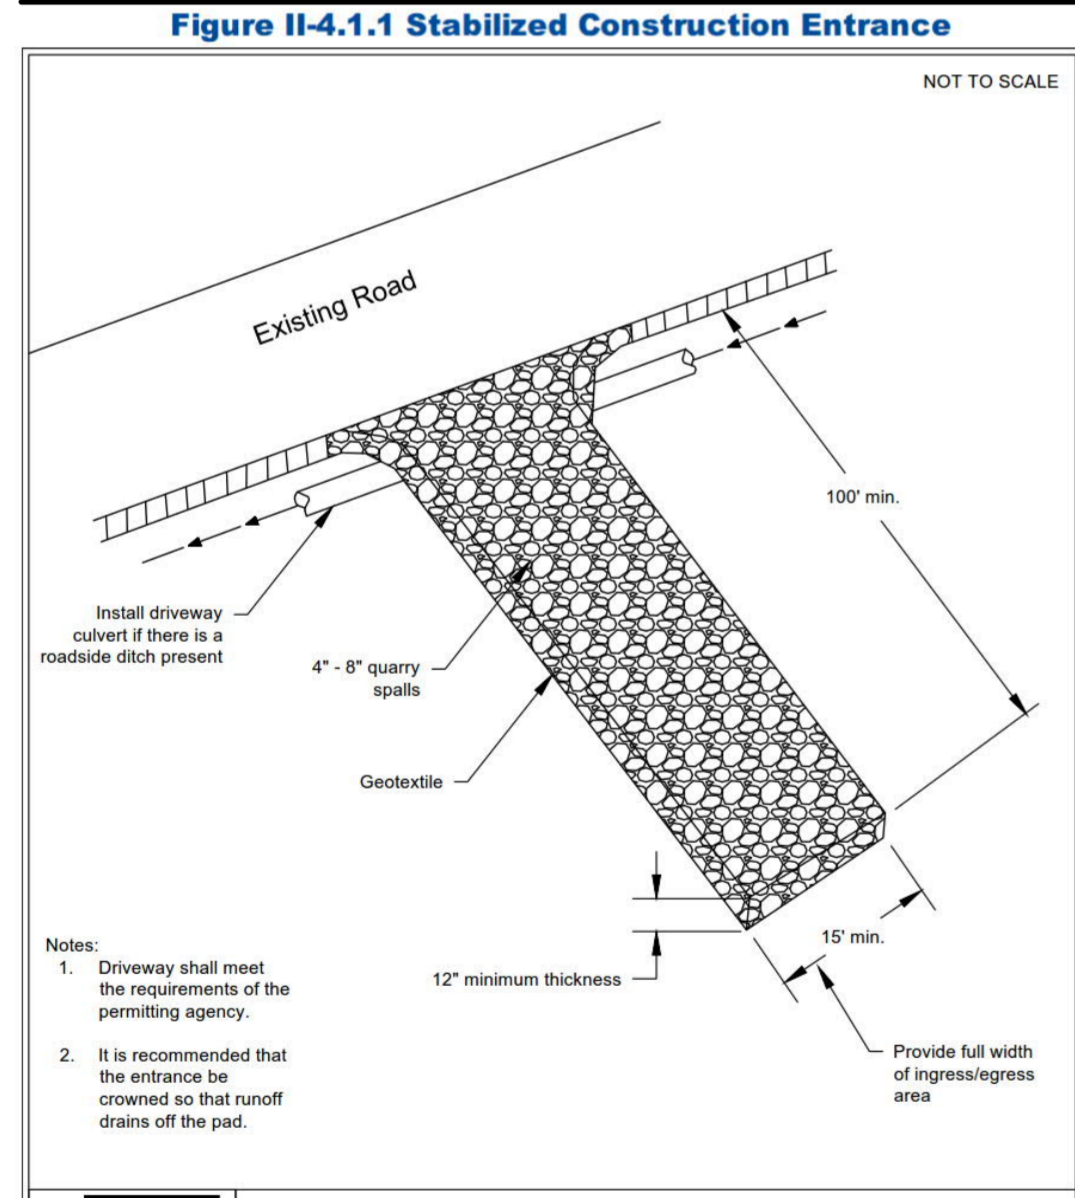 Figure II-4.1.1 Stabilized Construction Entrance
NOT TO SCALE
Existing Road
100' min.
Install driveway
culvert if there is a
roadside ditch present
4" - 8" quarry
spalls
Geotextile
15' min.
12" minimum thickness
Provide full width
of ingress/egress
area
Notes:
1. Driveway shall meet
the requirements of the
permitting agency.
2. It is recommended that
the entrance be
crowned so that runoff
drains off the pad.